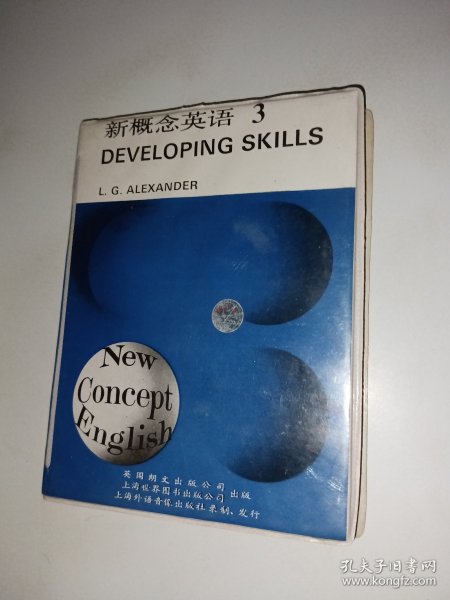 新概念英语 3
DEVELOPING SKILLS
L. G. ALEXANDER
New
Concept
English
英国朗文出版公司
上海世界图书出版公司 出版
上海外语音像出版社录制、发行
孔夫子旧书网
www.kongfz.com